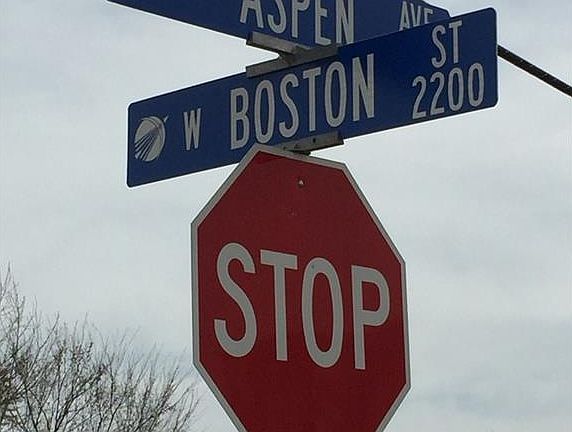 ASPEN AVE
W BOSTON ST
2200
STOP